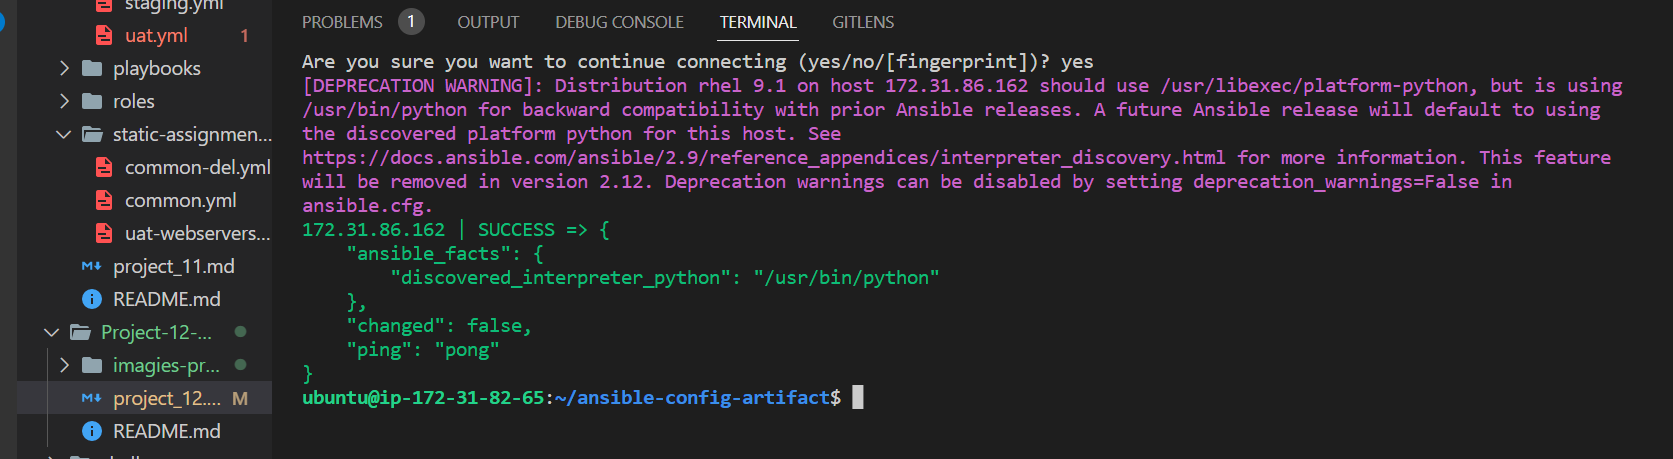 staging.yml
uat.yml 1
playbooks
roles
static-assignmen...
common-del.yml
common.yml
uat-webservers...
project_11.md
README.md
Project-12-...
imagies-pr...
project_12.... M
README.md
PROBLEMS 1 OUTPUT DEBUG CONSOLE TERMINAL GITLENS
Are you sure you want to continue connecting (yes/no/[fingerprint])? yes
[DEPRECATION WARNING]: Distribution rhel 9.1 on host 172.31.86.162 should use /usr/libexec/platform-python, but is using
/usr/bin/python for backward compatibility with prior Ansible releases. A future Ansible release will default to using
the discovered platform python for this host. See
https://docs.ansible.com/ansible/2.9/reference_appendices/interpreter_discovery.html for more information. This feature
will be removed in version 2.12. Deprecation warnings can be disabled by setting deprecation_warnings=False in
ansible.cfg.
172.31.86.162 | SUCCESS => {
    "ansible_facts": {
        "discovered_interpreter_python": "/usr/bin/python"
    },
    "changed": false,
    "ping": "pong"
}
ubuntu@ip-172-31-82-65:~/ansible-config-artifact$